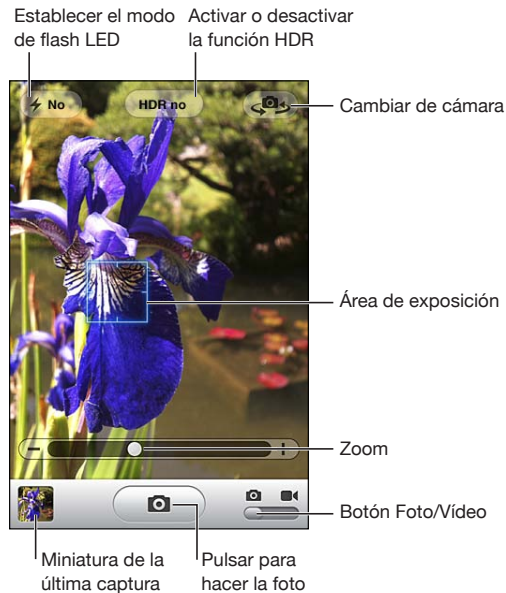 Establecer el modo
de flash LED
Activar o desactivar
la función HDR
No
HDR no
Cambiar de cámara
Área de exposición
Zoom
Botón Foto/Vídeo
Miniatura de la
última captura
Pulsar para
hacer la foto